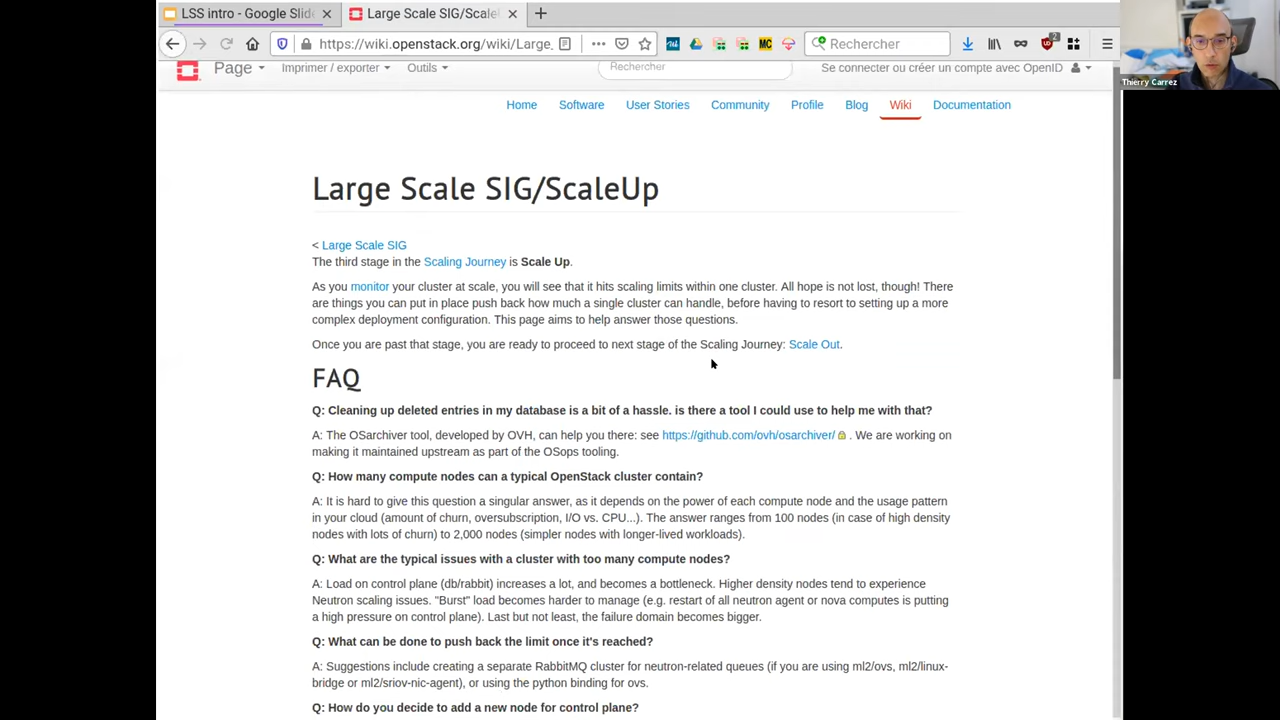 LSS intro - Google Slide
Large Scale SIG/Scale
https://wiki.openstack.org/wiki/Large_
Rechercher
2
Page
Imprimer / exporter
Outils
Rechercher
Se connecter ou créer un compte avec OpenID
Thierry Carrez
Home
Software
User Stories
Community
Profile
Blog
Wiki
Documentation
Large Scale SIG/ScaleUp
< Large Scale SIG
The third stage in the Scaling Journey is Scale Up.
As you monitor your cluster at scale, you will see that it hits scaling limits within one cluster. All hope is not lost, though! There
are things you can put in place push back how much a single cluster can handle, before having to resort to setting up a more
complex deployment configuration. This page aims to help answer those questions.
Once you are past that stage, you are ready to proceed to next stage of the Scaling Journey: Scale Out.
FAQ
Q: Cleaning up deleted entries in my database is a bit of a hassle. is there a tool I could use to help me with that?
A: The OSarchiver tool, developed by OVH, can help you there: see https://github.com/ovh/osarchiver/ . We are working on
making it maintained upstream as part of the OSops tooling.
Q: How many compute nodes can a typical OpenStack cluster contain?
A: It is hard to give this question a singular answer, as it depends on the power of each compute node and the usage pattern
in your cloud (amount of churn, oversubscription, I/O vs. CPU...). The answer ranges from 100 nodes (in case of high density
nodes with lots of churn) to 2,000 nodes (simpler nodes with longer-lived workloads).
Q: What are the typical issues with a cluster with too many compute nodes?
A: Load on control plane (db/rabbit) increases a lot, and becomes a bottleneck. Higher density nodes tend to experience
Neutron scaling issues. "Burst" load becomes harder to manage (e.g. restart of all neutron agent or nova computes is putting
a high pressure on control plane). Last but not least, the failure domain becomes bigger.
Q: What can be done to push back the limit once it's reached?
A: Suggestions include creating a separate RabbitMQ cluster for neutron-related queues (if you are using ml2/ovs, ml2/linux-
bridge or ml2/sriov-nic-agent), or using the python binding for ovs.
Q: How do you decide to add a new node for control plane?